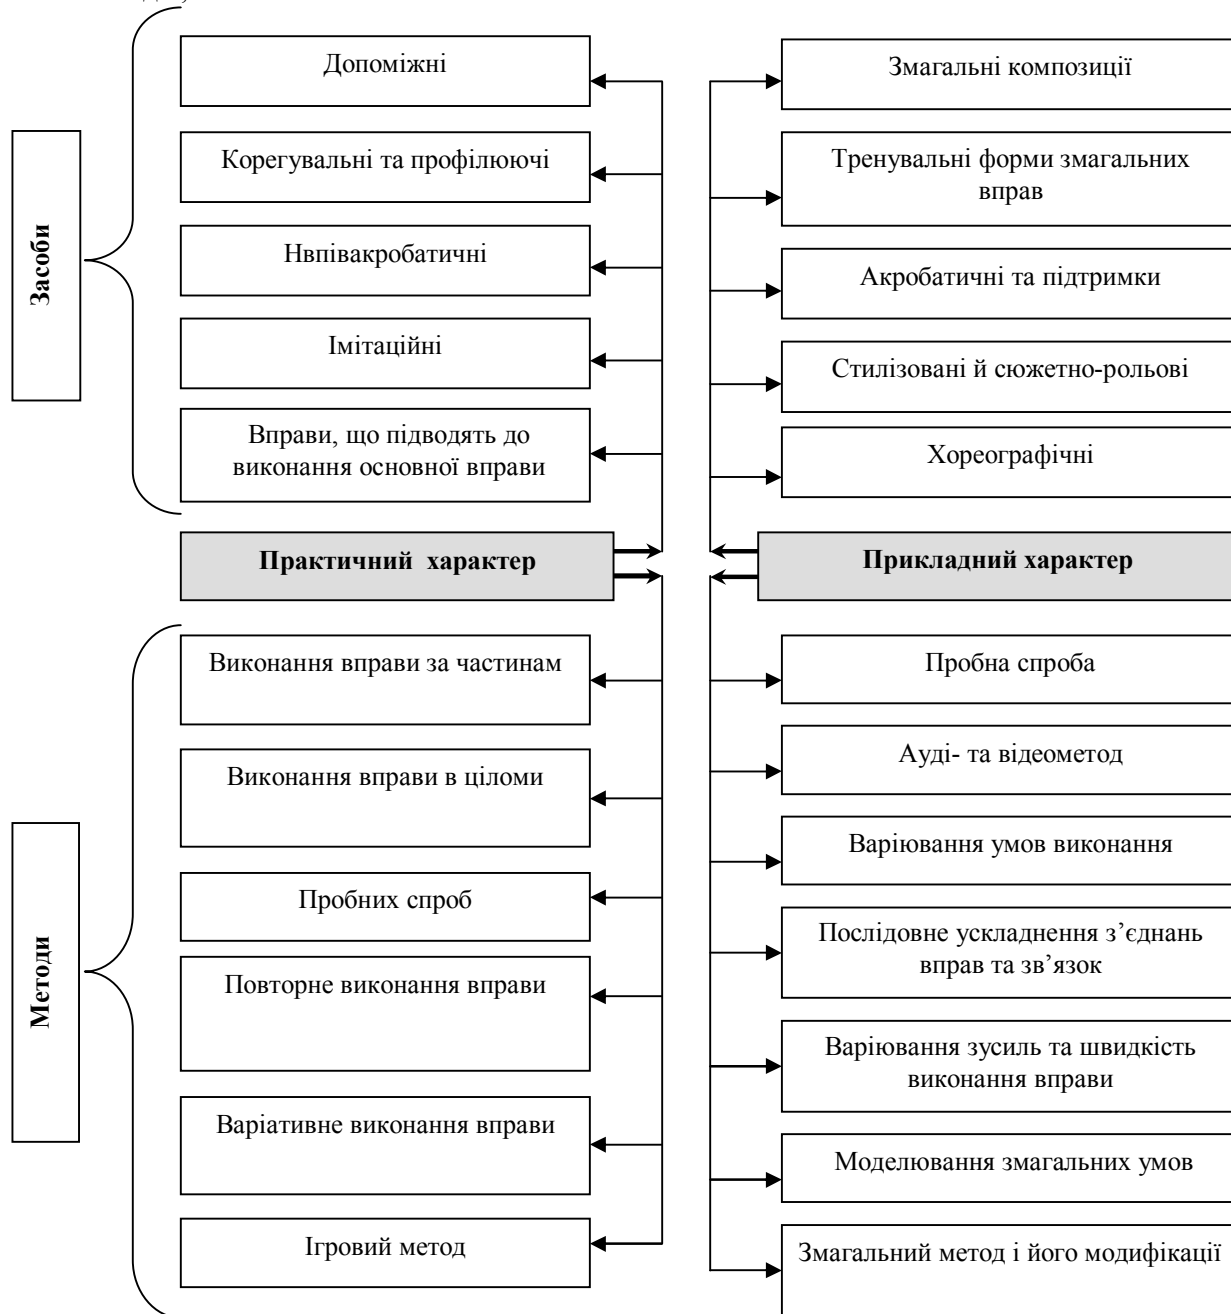 Засоби
Допоміжні
Корегувальні та профілюючі
Нвпівакробатичні
Імітаційні
Вправи, що підводять до
виконання основної вправи
Змагальні композиції
Тренувальні форми змагальних
вправ
Акробатичні та підтримки
Стилізовані й сюжетно-рольові
Хореографічні
Практичний характер
Прикладний характер
Методи
Виконання вправи за частинам
Виконання вправи в ціломи
Пробних спроб
Повторне виконання вправи
Варіативне виконання вправи
Ігровий метод
Пробна спроба
Ауді- та відеометод
Варіювання умов виконання
Послідовне ускладнення з’єднань
вправ та зв’язок
Варіювання зусиль та швидкість
виконання вправи
Моделювання змагальних умов
Змагальний метод і його модифікації